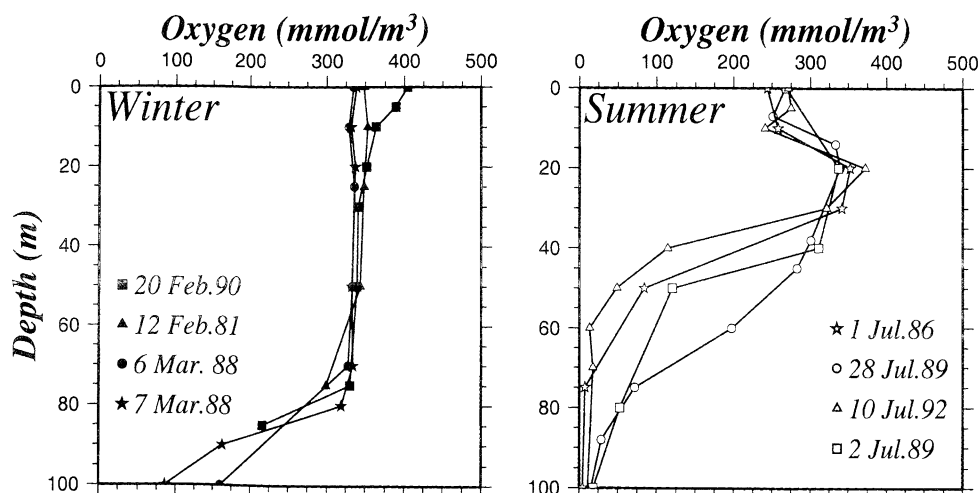 Oxygen (mmol/m³)
0 100 200 300 400 500
Winter
Depth (m)
0
20
40
60
80
100
20 Feb.90
12 Feb.81
6 Mar. 88
7 Mar.88
Oxygen (mmol/m³)
0 100 200 300 400 500
Summer
0
20
40
60
80
100
1 Jul.86
28 Jul.89
10 Jul.92
2 Jul.89